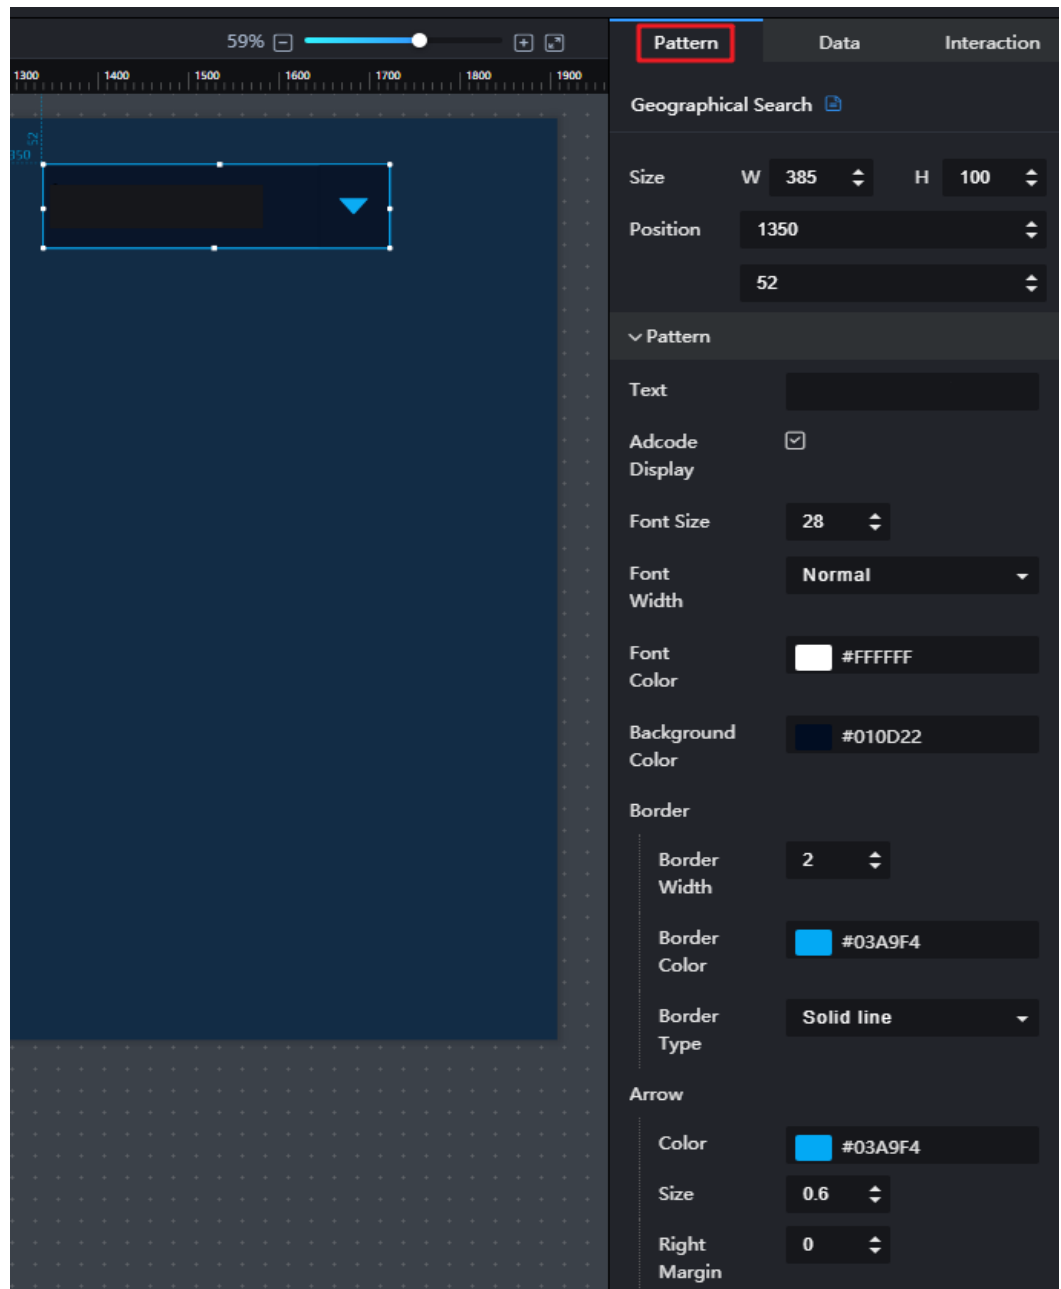 59%
Pattern Data Interaction
1300 1400 1500 1600 1700 1800 1900
Geographical Search
52
350
Size W 385 H 100
Position 1350
52
Pattern
Text
Adcode
Display
Font Size 28
Font
Width
Normal
Font
Color
#FFFFFF
Background
Color
#010D22
Border
Border
Width
2
Border
Color
#03A9F4
Border
Type
Solid line
Arrow
Color #03A9F4
Size 0.6
Right
Margin
0